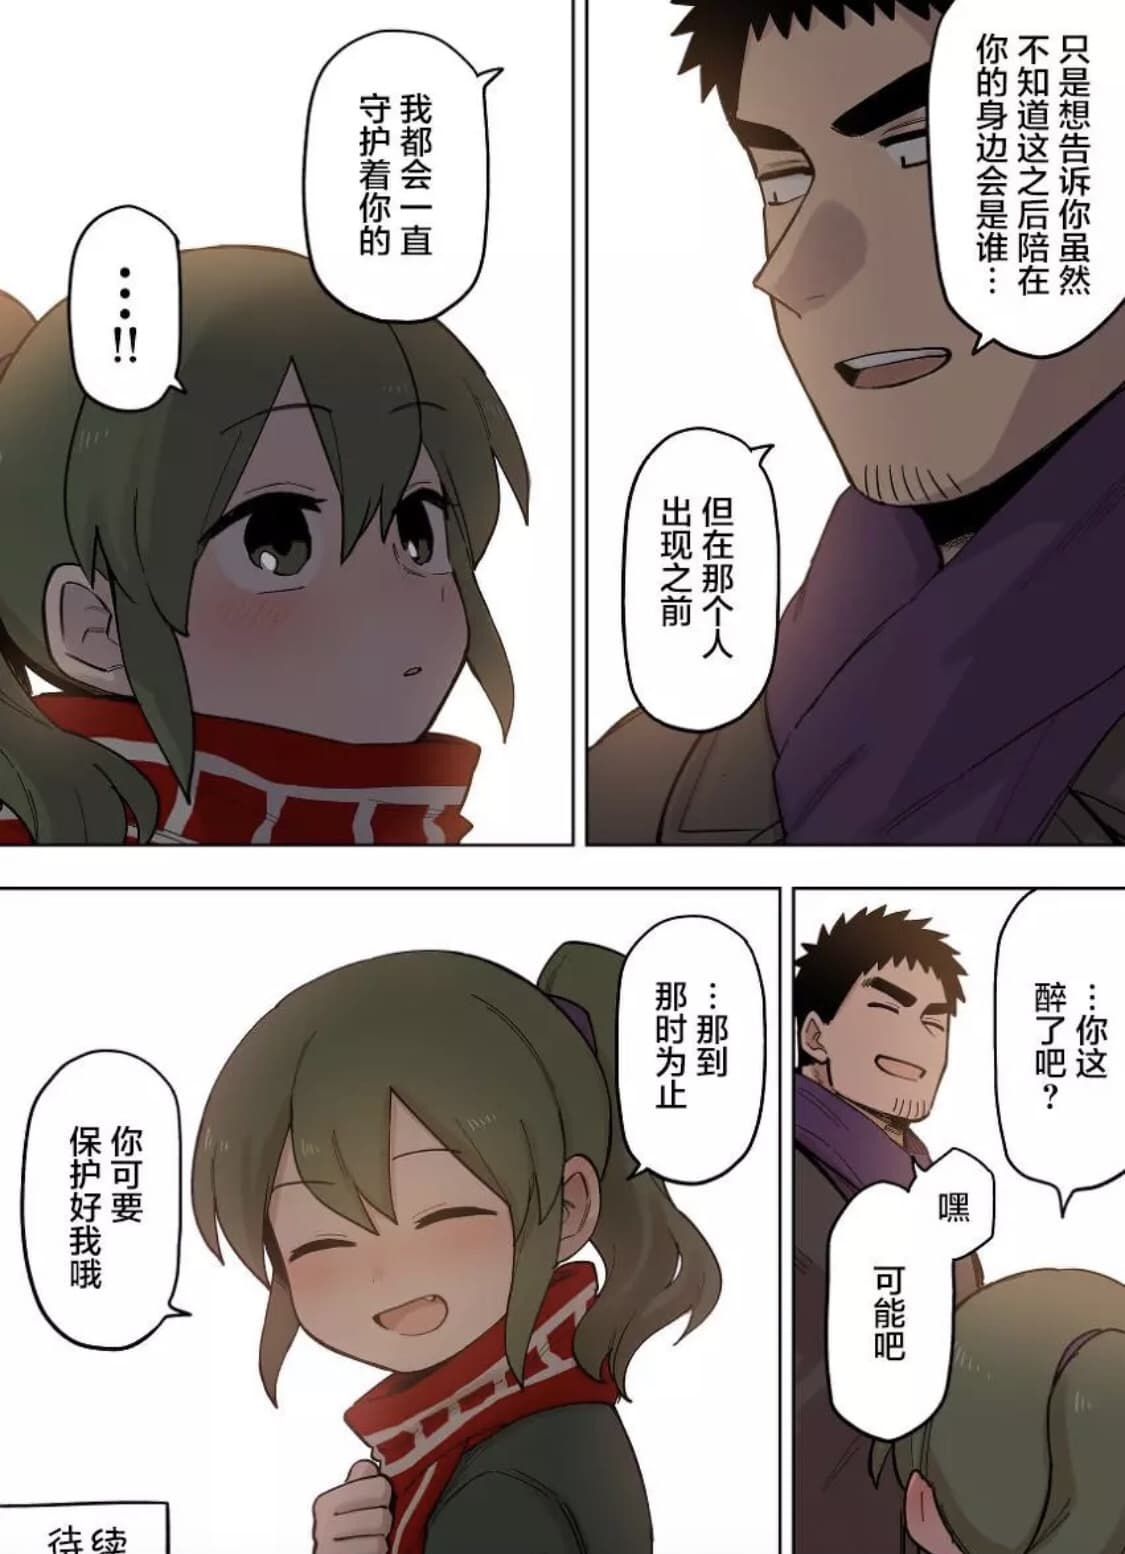 只是想告诉你虽然
不知道这之后陪在
你的身边会是谁…
但在那个人
出现之前
我都会一直
守护着你的
…!!
…你这
醉了吧?
嘿
可能吧
…那到
那时为止
你可要
保护好我哦
待续